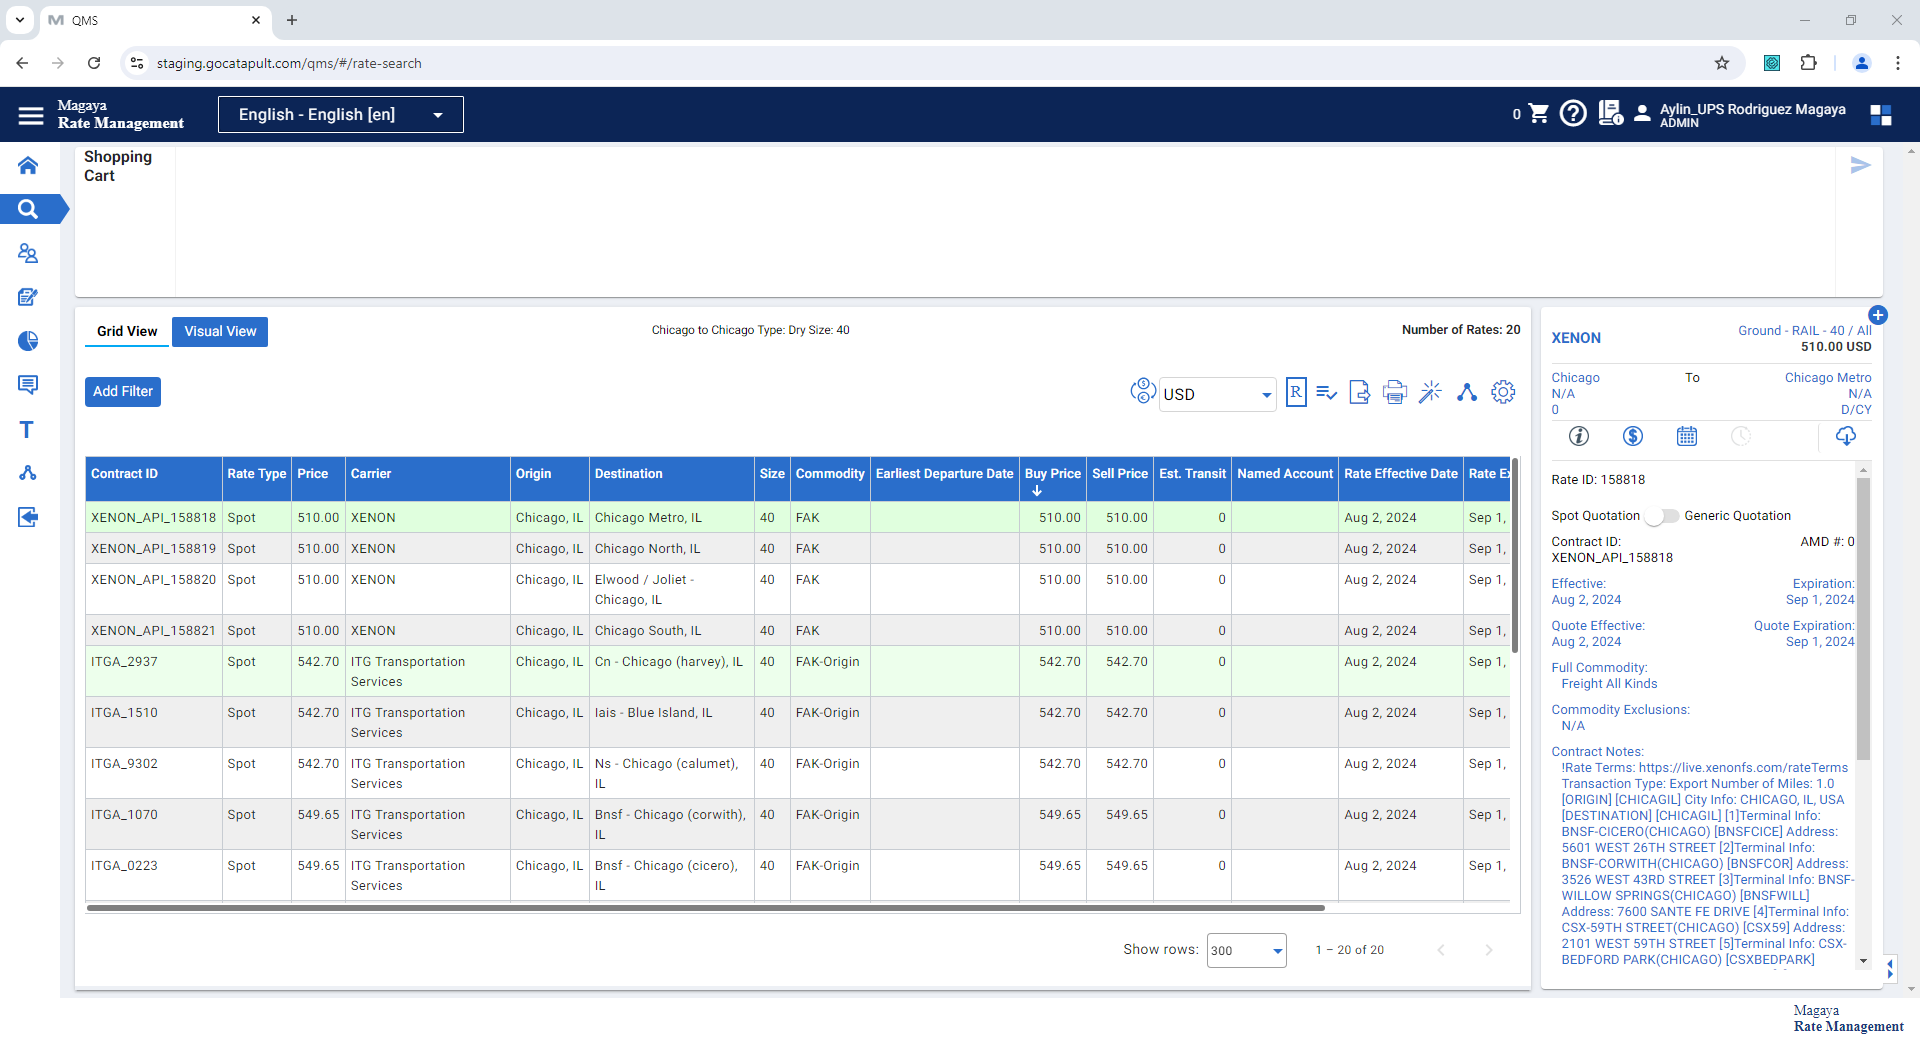 QMS
staging.gocatapult.com/qms/#/rate-search
Magaya
Rate Management
English - English [en]
0
Aylin_UPS Rodriguez Magaya
ADMIN
Shopping
Cart
Grid View
Visual View
Chicago to Chicago Type: Dry Size: 40
Number of Rates: 20
Add Filter
USD
R
Contract ID Rate Type Price Carrier Origin Destination Size Commodity Earliest Departure Date Buy Price Sell Price Est. Transit Named Account Rate Effective Date Rate Ex
XENON_API_158818 Spot 510.00 XENON Chicago, IL Chicago Metro, IL 40 FAK 510.00 510.00 0 Aug 2, 2024 Sep 1,
XENON_API_158819 Spot 510.00 XENON Chicago, IL Chicago North, IL 40 FAK 510.00 510.00 0 Aug 2, 2024 Sep 1,
XENON_API_158820 Spot 510.00 XENON Chicago, IL Elwood / Joliet - 40 FAK 510.00 510.00 0 Aug 2, 2024 Sep 1,
Chicago, IL
XENON_API_158821 Spot 510.00 XENON Chicago, IL Chicago South, IL 40 FAK 510.00 510.00 0 Aug 2, 2024 Sep 1,
ITGA_2937 Spot 542.70 ITG Transportation Chicago, IL Cn - Chicago (harvey), IL 40 FAK-Origin 542.70 542.70 0 Aug 2, 2024 Sep 1,
Services
ITGA_1510 Spot 542.70 ITG Transportation Chicago, IL Iais - Blue Island, IL 40 FAK-Origin 542.70 542.70 0 Aug 2, 2024 Sep 1,
Services
ITGA_9302 Spot 542.70 ITG Transportation Chicago, IL Ns - Chicago (calumet), 40 FAK-Origin 542.70 542.70 0 Aug 2, 2024 Sep 1,
Services IL
ITGA_1070 Spot 549.65 ITG Transportation Chicago, IL Bnsf - Chicago (corwith), 40 FAK-Origin 549.65 549.65 0 Aug 2, 2024 Sep 1,
Services IL
ITGA_0223 Spot 549.65 ITG Transportation Chicago, IL Bnsf - Chicago (cicero), 40 FAK-Origin 549.65 549.65 0 Aug 2, 2024 Sep 1,
Services IL
Show rows: 300 1 – 20 of 20
XENON Ground - RAIL - 40 / All
510.00 USD
Chicago To Chicago Metro
N/A N/A
0 D/CY
Rate ID: 158818
Spot Quotation Generic Quotation
Contract ID: AMD #: 0
XENON_API_158818
Effective: Expiration:
Aug 2, 2024 Sep 1, 2024
Quote Effective: Quote Expiration:
Aug 2, 2024 Sep 1, 2024
Full Commodity:
Freight All Kinds
Commodity Exclusions:
N/A
Contract Notes:
!Rate Terms: https://live.xenonfs.com/rateTerms
Transaction Type: Export Number of Miles: 1.0
[ORIGIN] [CHICAGIL] City Info: CHICAGO, IL, USA
[DESTINATION] [CHICAGIL] [1]Terminal Info:
BNSF-CICERO(CHICAGO) [BNSFCICE] Address:
5601 WEST 26TH STREET [2]Terminal Info:
BNSF-CORWITH(CHICAGO) [BNSFCOR] Address:
3526 WEST 43RD STREET [3]Terminal Info: BNSF-
WILLOW SPRINGS(CHICAGO) [BNSFWILL]
Address: 7600 SANTE FE DRIVE [4]Terminal Info:
CSX-59TH STREET(CHICAGO) [CSX59] Address:
2101 WEST 59TH STREET [5]Terminal Info: CSX-
BEDFORD PARK(CHICAGO) [CSXBEDPARK]
Magaya
Rate Management